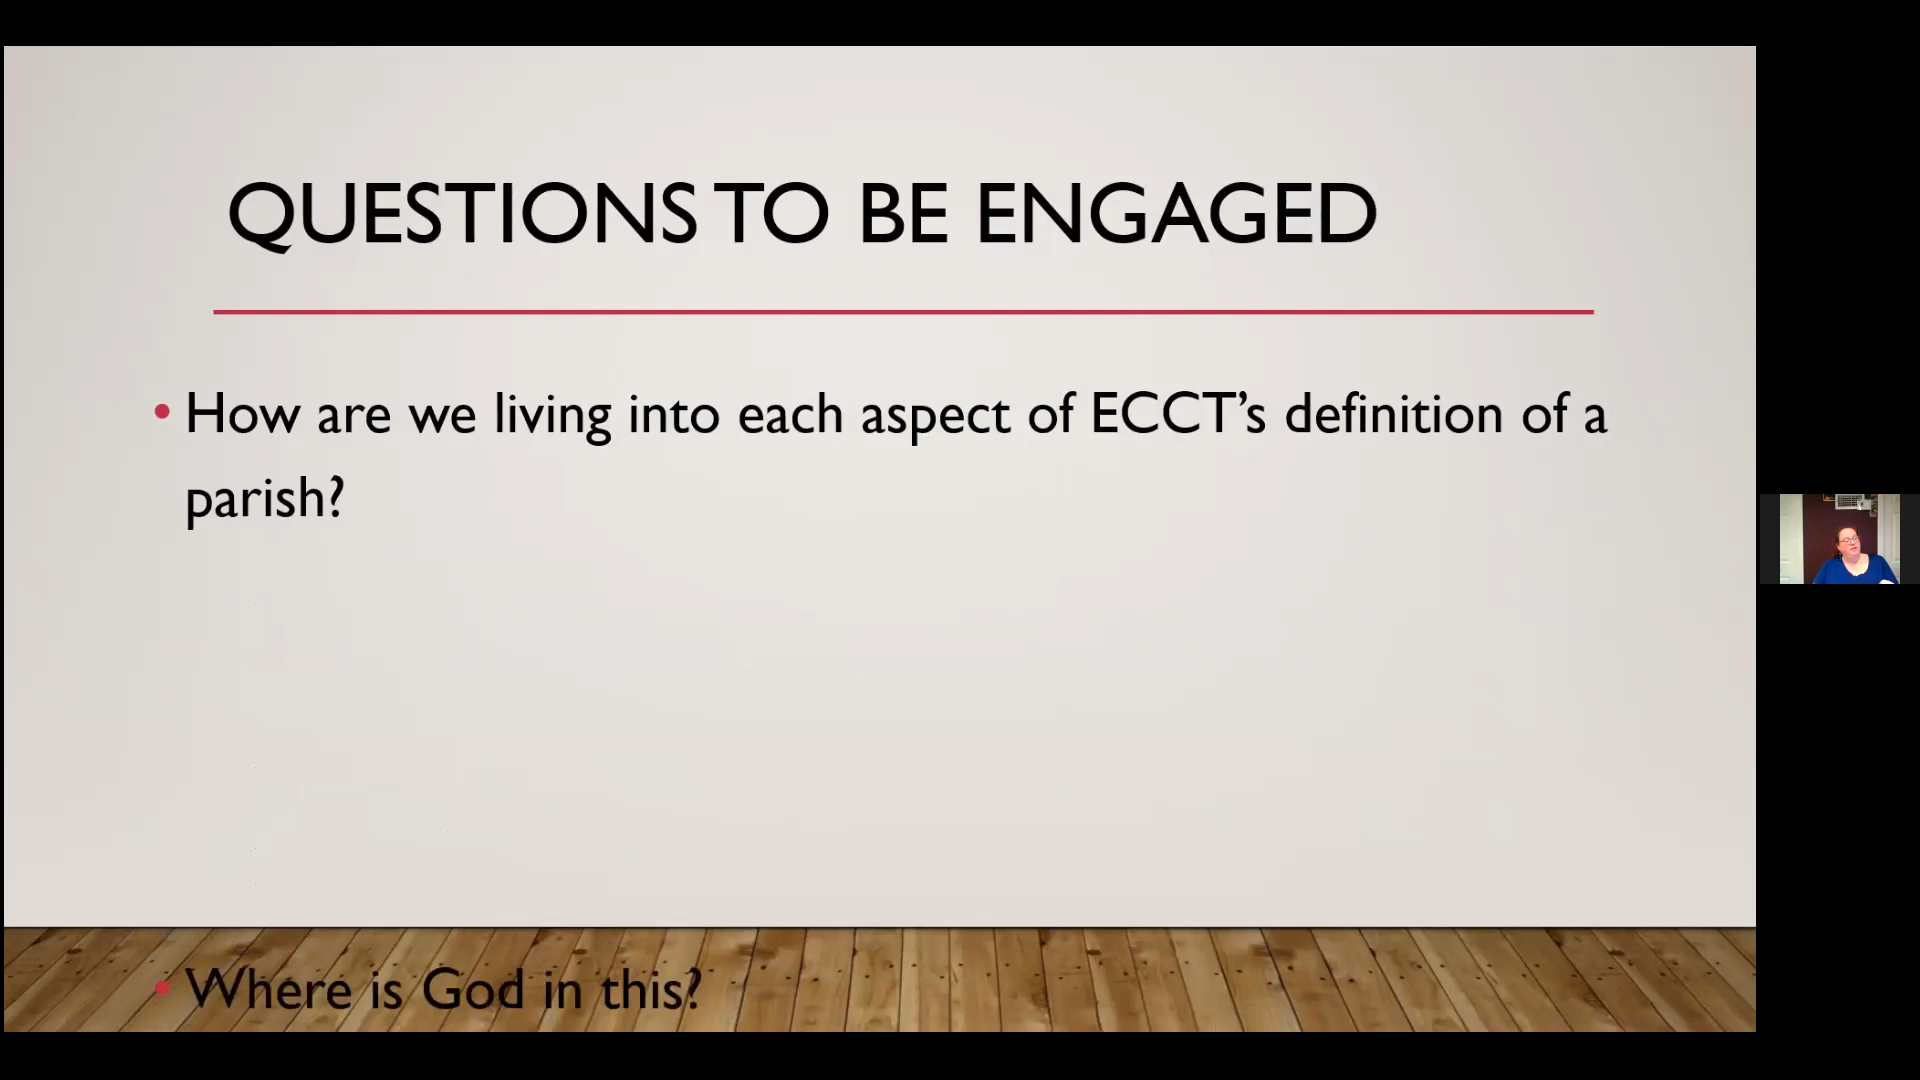 QUESTIONS TO BE ENGAGED
• How are we living into each aspect of ECCT’s definition of a
parish?
• Where is God in this?